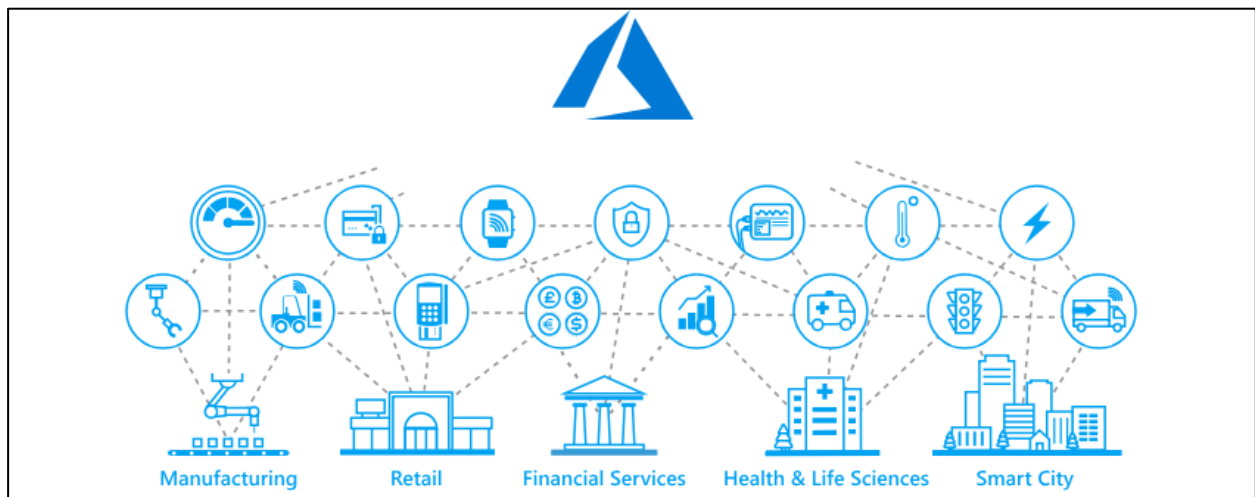 Manufacturing
Retail
Financial Services
Health & Life Sciences
Smart City